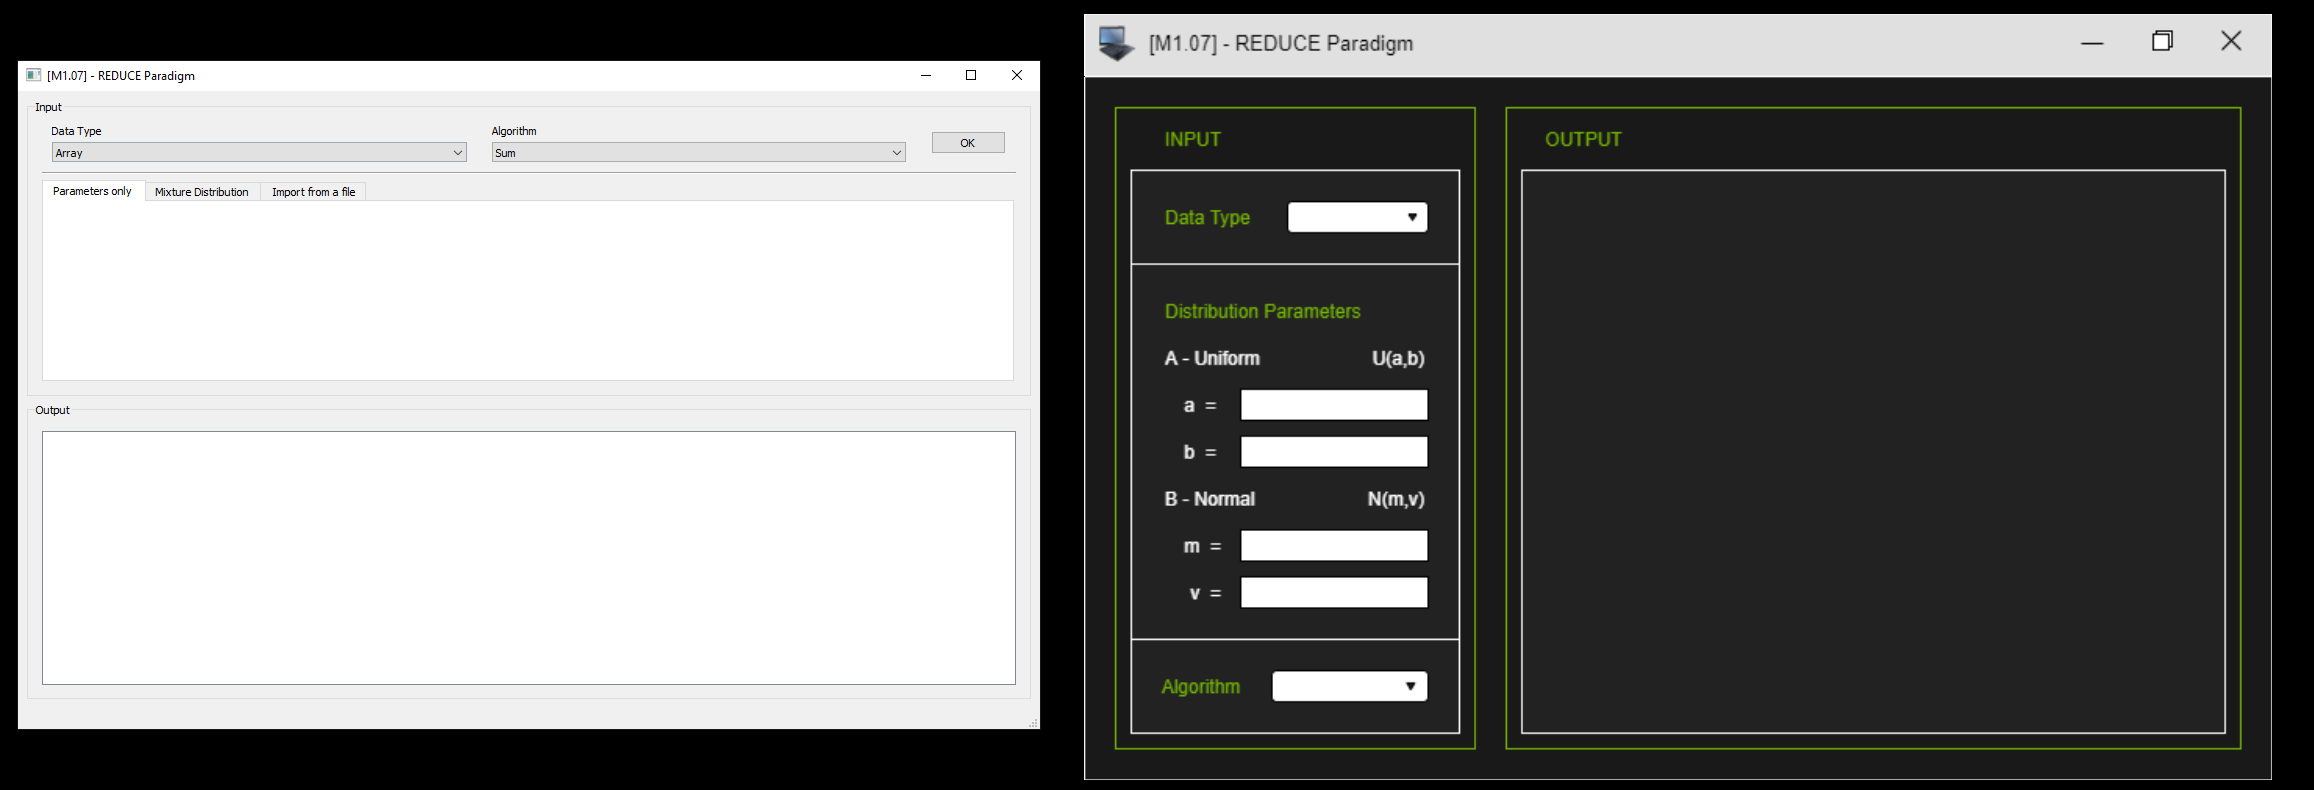 [M1.07] - REDUCE Paradigm
Input
Data Type
Algorithm
Array
Sum
OK
Parameters only
Mixture Distribution
Import from a file
Output
[M1.07] - REDUCE Paradigm
INPUT
Data Type
Distribution Parameters
A - Uniform U(a,b)
a =
b =
B - Normal N(m,v)
m =
v =
Algorithm
OUTPUT